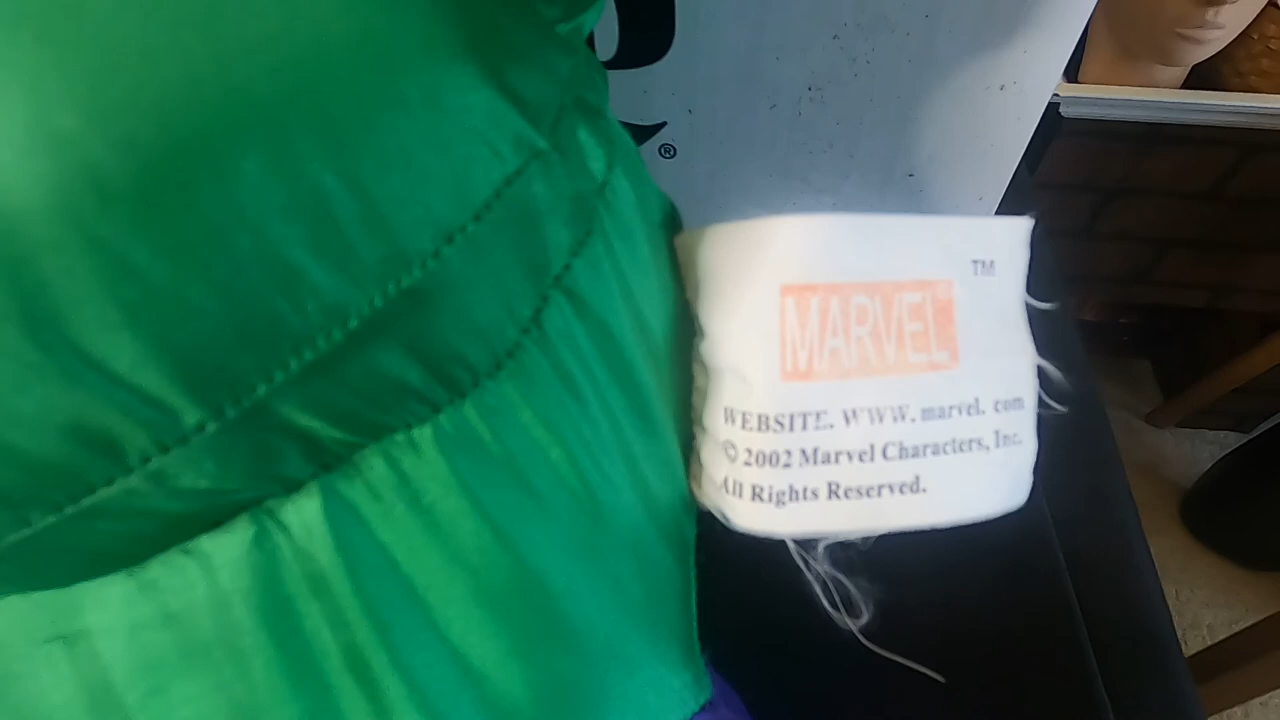 ®
TM
MARVEL
WEBSITE. WWW. marvel. com
© 2002 Marvel Characters, Inc.
All Rights Reserved.